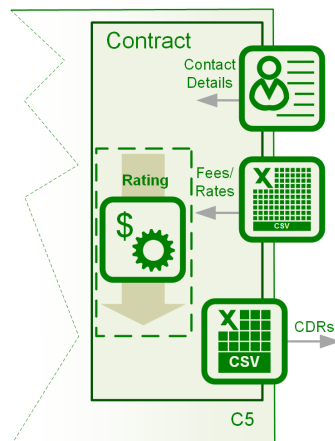 Contract
Contact
Details
Fees/
Rates
X
CSV
Rating
$
X
CSV
CDRs
C5